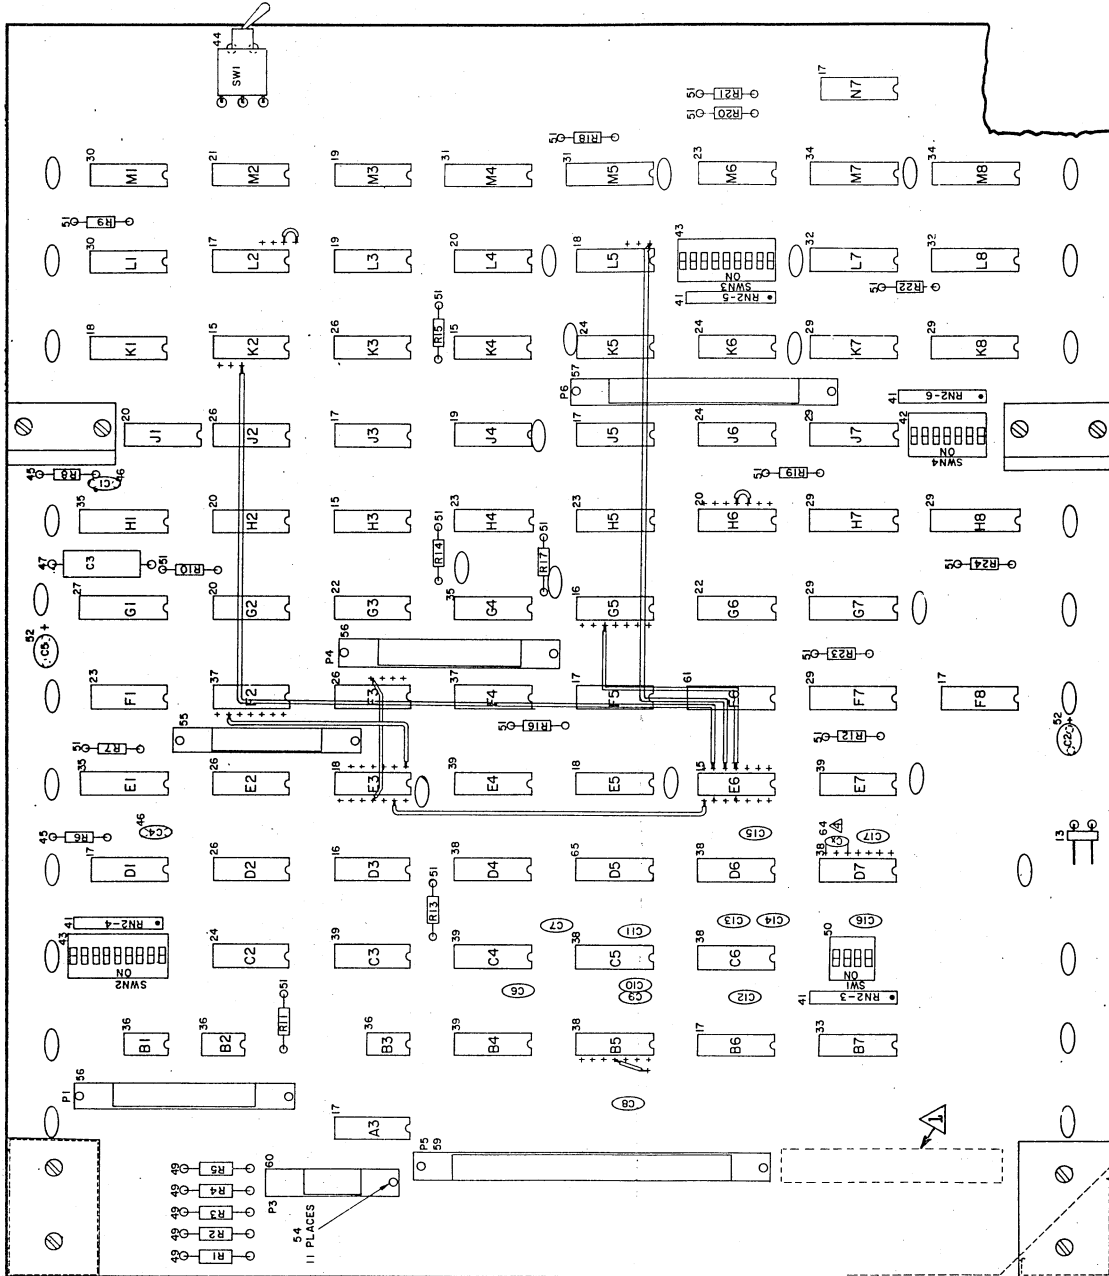 44
SW1
17
N7
51 R21
51 R20
51 R18
30 M1
21 M2
19 M3
31 M4
31 M5
23 M6
34 M7
34 M8
51 R9
30 L1
17 L2
19 L3
20 L4
18 L5
43
ON
SWN3
41 RN2-5
32 L7
32 L8
51 R22
18 K1
15 K2
26 K3
51
R15
15 K4
24 K5
24 K6
29 K7
29 K8
P6 57
41 RN2-6
20 J1
26 J2
17 J3
19 J4
17 J5
24 J6
29 J7
42
ON
SWN4
45 R8
C1 46
51 R19
35 H1
20 H2
15 H3
23 H4
23 H5
20 H6
29 H7
29 H8
47 C3
51 R10
51
R14
51
R17
51 R24
27 G1
20 G2
22 G3
35 G4
16 G5
22 G6
29 G7
52
+
C5
P4 56
51 R23
23 F1
37 F2
26 F3
37 F4
17 F5
61
29 F7
17 F8
55
51 R7
51 R16
51 R12
52
+
C2
35 E1
26 E2
18 E3
39 E4
18 E5
15 E6
39 E7
45 R6
46 C4
C15
64 4
C17
13
17 D1
26 D2
16 D3
38 D4
65 D5
38 D6
38 D7
51
R13
41 RN2-4
43
ON
SWN2
C7
C11
C13
C14
C16
24 C2
39 C3
39 C4
38 C5
38 C6
50
ON
SW1
41 RN2-3
C6
C10
C9
C12
51
R11
36 B1
36 B2
36 B3
39 B4
38 B5
17 B6
33 B7
P1 56
C8
17 A3
1
P5 59
49 R5
49 R4
49 R3
49 R2
49 R1
60
P3
54
11 PLACES